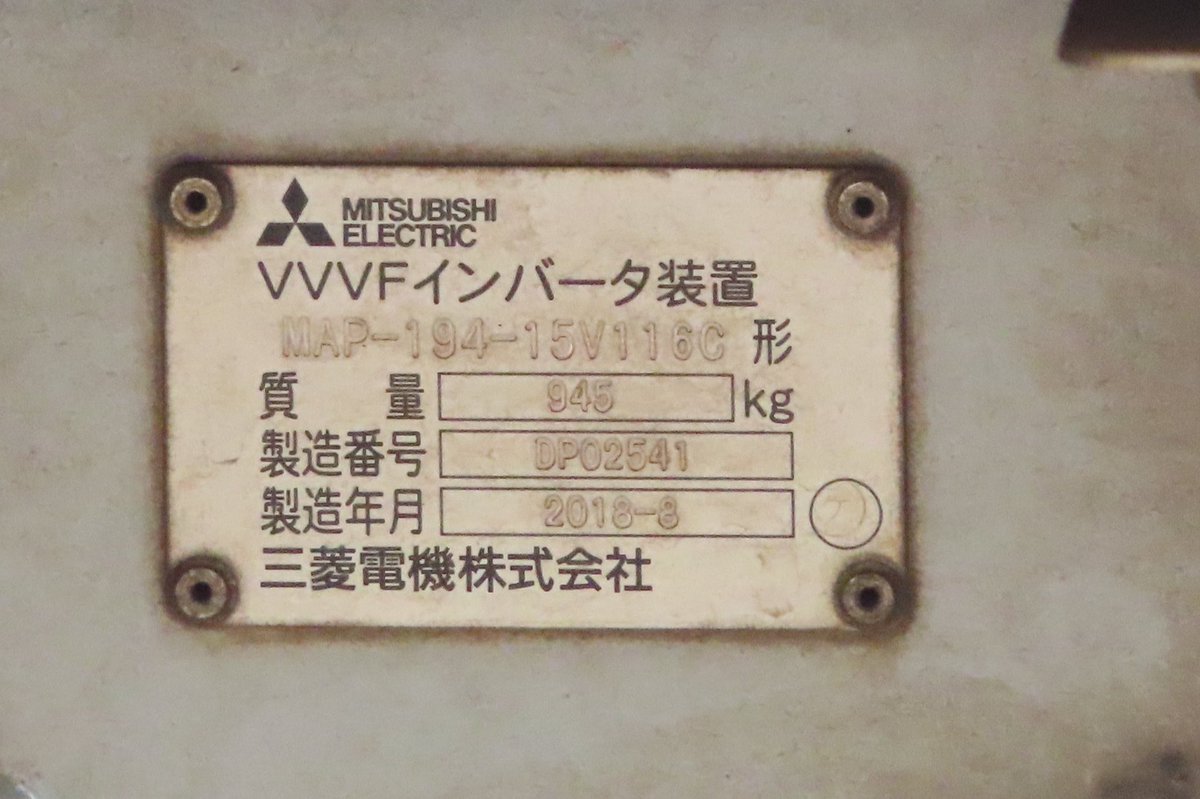 MITSUBISHI
ELECTRIC
VVVFインバータ装置
MAP-194-15V116C 形
質量 945 kg
製造番号 DP02541
製造年月 2018-8
三菱電機株式会社